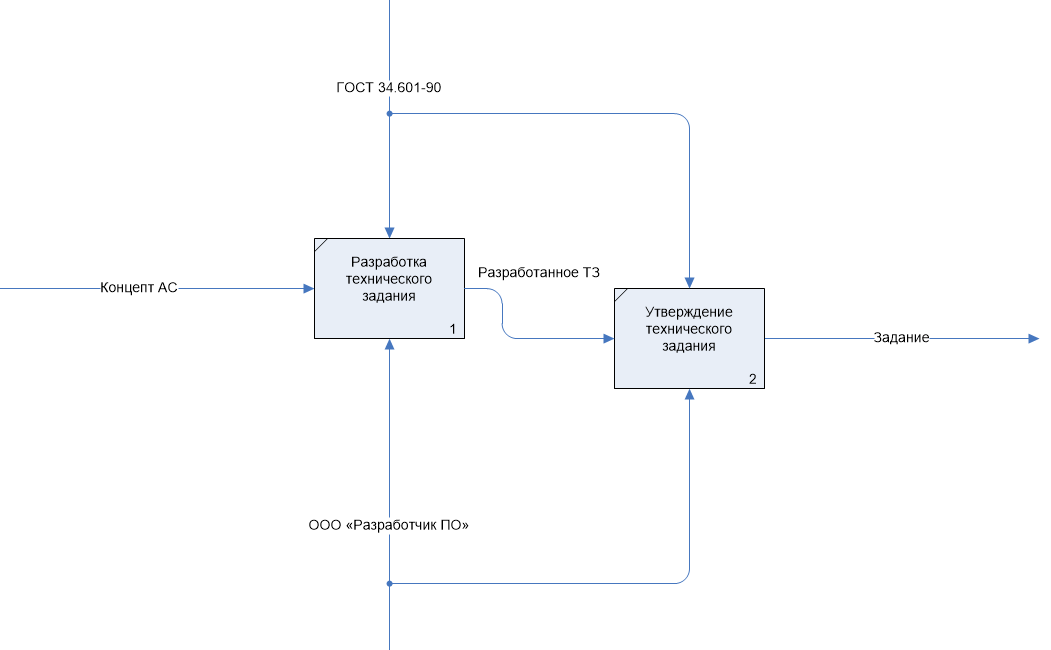 ГОСТ 34.601-90
Концепт АС
Разработка
технического
задания
1
Разработанное ТЗ
Утверждение
технического
задания
2
Задание
ООО «Разработчик ПО»